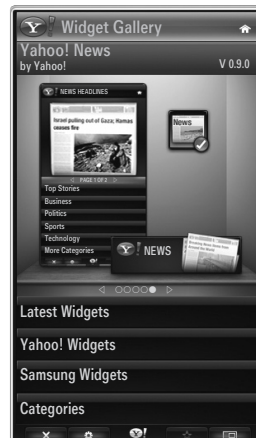 Y! Widget Gallery
Yahoo! News
by Yahoo!
V 0.9.0
Y! NEWS HEADLINES
Israel pulling out of Gaza; Hamas
ceases fire
PAGE 1 OF 2
Top Stories
Business
Politics
Sports
Technology
More Categories
News
Y! NEWS
Latest Widgets
Yahoo! Widgets
Samsung Widgets
Categories
Y!